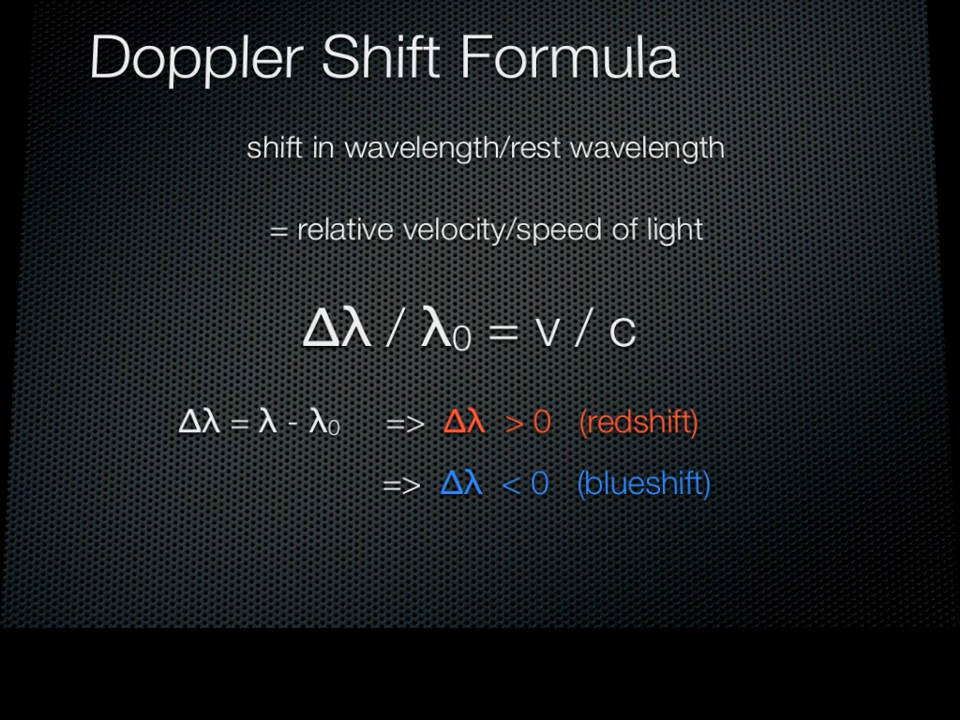 Doppler Shift Formula
shift in wavelength/rest wavelength
= relative velocity/speed of light
Δλ / λ₀ = v / c
Δλ = λ - λ₀ => Δλ > 0 (redshift)
=> Δλ < 0 (blueshift)